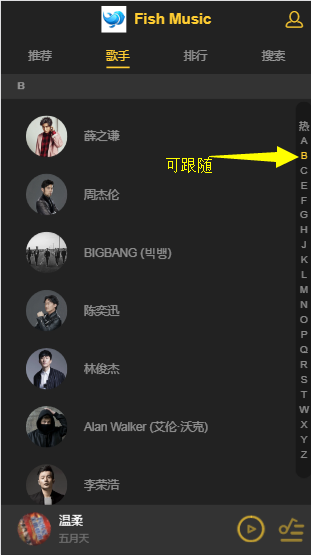 Fish Music
推荐 歌手 排行 搜索
B
薛之谦
周杰伦
BIGBANG (빅뱅)
陈奕迅
林俊杰
Alan Walker (艾伦·沃克)
李荣浩
可跟随
热
A
B
C
E
F
G
H
J
K
L
M
N
O
P
Q
R
S
T
W
X
Y
Z
温柔
五月天